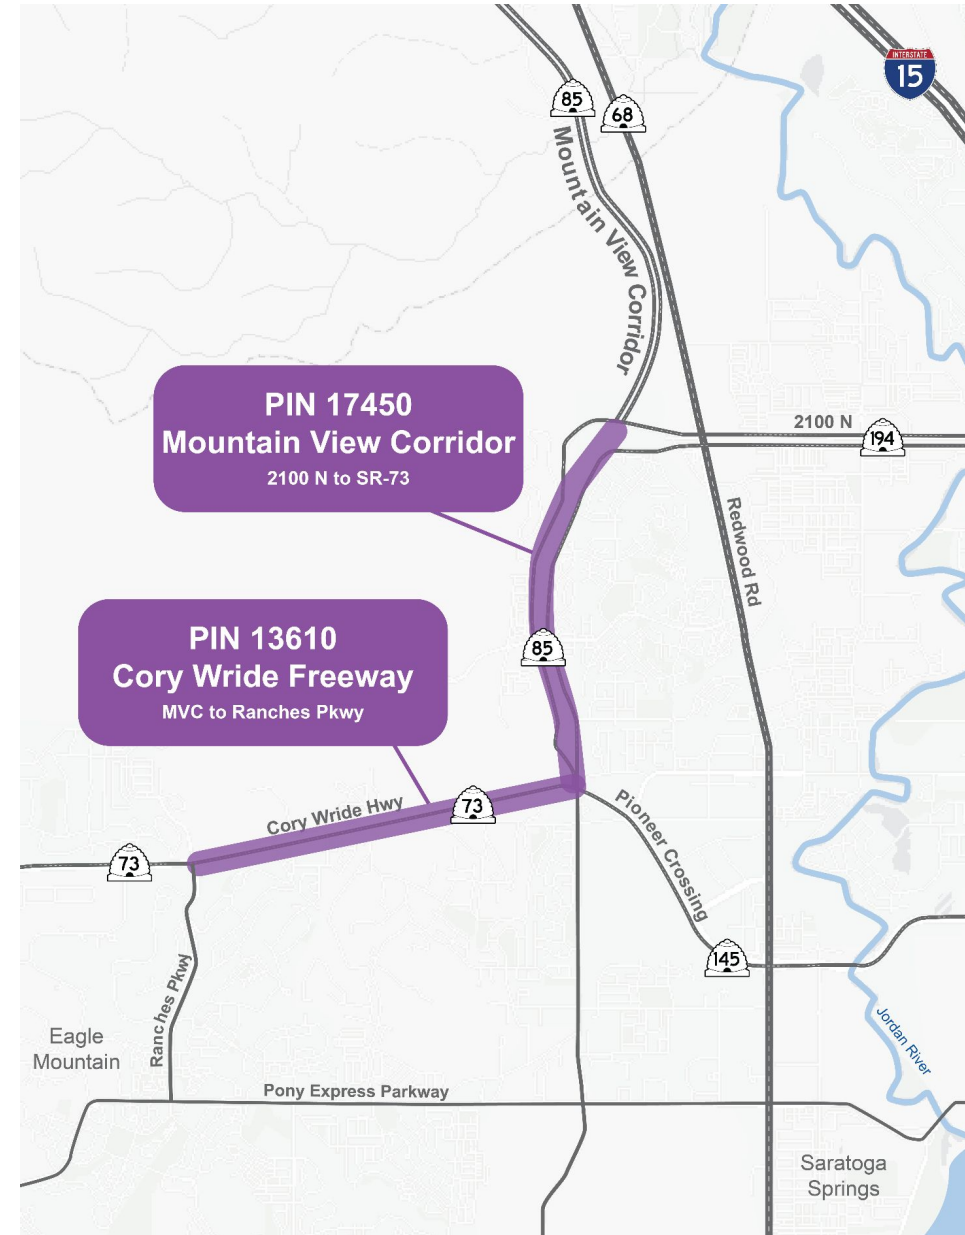 INTERSTATE
15
85
68
Mountain View Corridor
PIN 17450
Mountain View Corridor
2100 N to SR-73
2100 N
194
Redwood Rd
PIN 13610
Cory Wride Freeway
MVC to Ranches Pkwy
85
Cory Wride Hwy
73
Pioneer Crossing
73
145
Ranches Pkwy
Jordan River
Eagle
Mountain
Pony Express Parkway
Saratoga
Springs